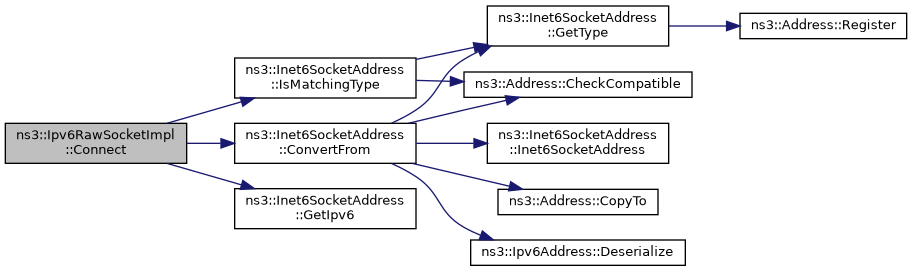 ns3::Ipv6RawSocketImpl
::Connect
ns3::Inet6SocketAddress
::IsMatchingType
ns3::Inet6SocketAddress
::ConvertFrom
ns3::Inet6SocketAddress
::GetIpv6
ns3::Inet6SocketAddress
::GetType
ns3::Address::CheckCompatible
ns3::Inet6SocketAddress
::Inet6SocketAddress
ns3::Address::CopyTo
ns3::Ipv6Address::Deserialize
ns3::Address::Register